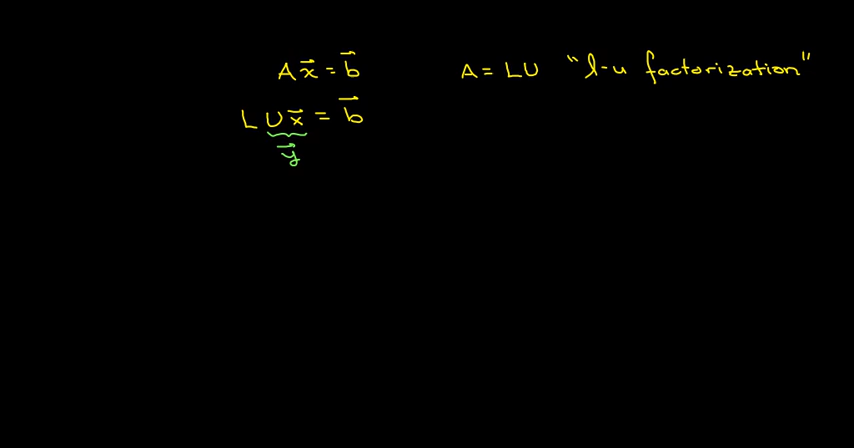 A x⃗ = b⃗
A = LU "l-u factorization"
L U x⃗ = b⃗
y⃗